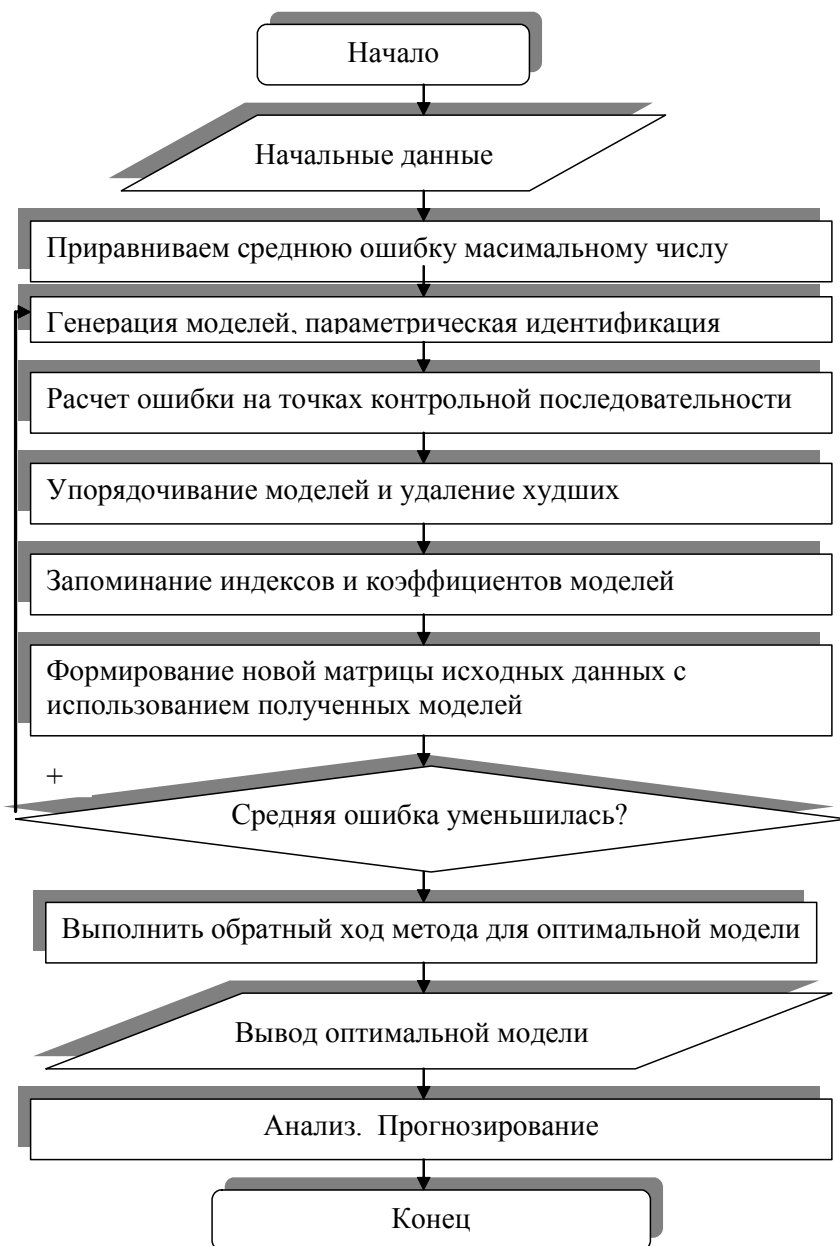 Начало
Начальные данные
Приравниваем среднюю ошибку масимальному числу
Генерация моделей, параметрическая идентификация
Расчет ошибки на точках контрольной последовательности
Упорядочивание моделей и удаление худших
Запоминание индексов и коэффициентов моделей
Формирование новой матрицы исходных данных с
использованием полученных моделей
+
Средняя ошибка уменьшилась?
Выполнить обратный ход метода для оптимальной модели
Вывод оптимальной модели
Анализ.  Прогнозирование
Конец